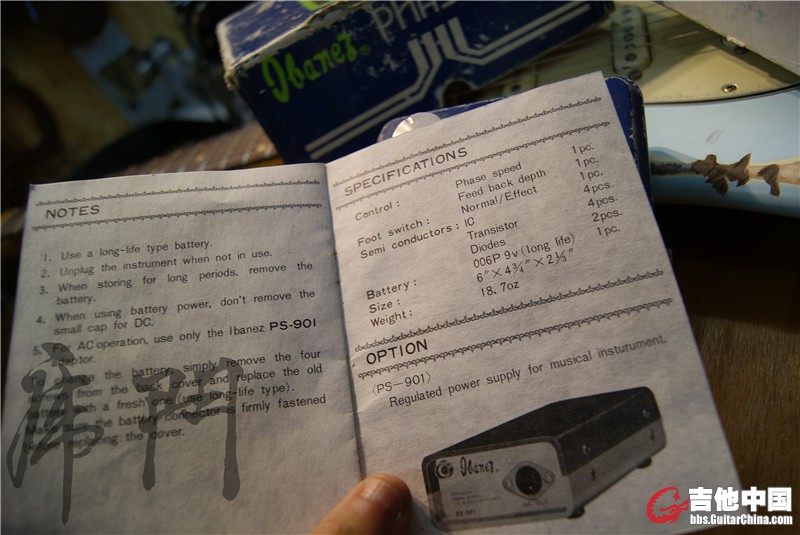 Ibanez
PHAS
NOTES
1. Use a long-life type battery.
2. Unplug the instrument when not in use.
3. When storing for long periods, remove the
battery.
4. When using battery power, don't remove the
small cap for DC.
5. For AC operation, use only the Ibanez PS-901
adaptor.
To change the battery, simply remove the four
screws from the back cover and replace the old
battery with a fresh one (use long-life type).
the battery connector is firmly fastened
replacing the cover.
SPECIFICATIONS
Control: Phase speed 1 pc.
Feed back depth 1 pc.
Foot switch: Normal/Effect 1 pc.
Semi conductors: IC 4 pcs.
Transistor 4 pcs.
Diodes 2 pcs.
Battery: 006P 9v (long life) 1 pc.
Size: 6″×4¾″×2⅓″
Weight: 18.7oz
OPTION
(PS-901)
Regulated power supply for musical insturument.
Ibanez
吉他中国
bbs.GuitarChina.com